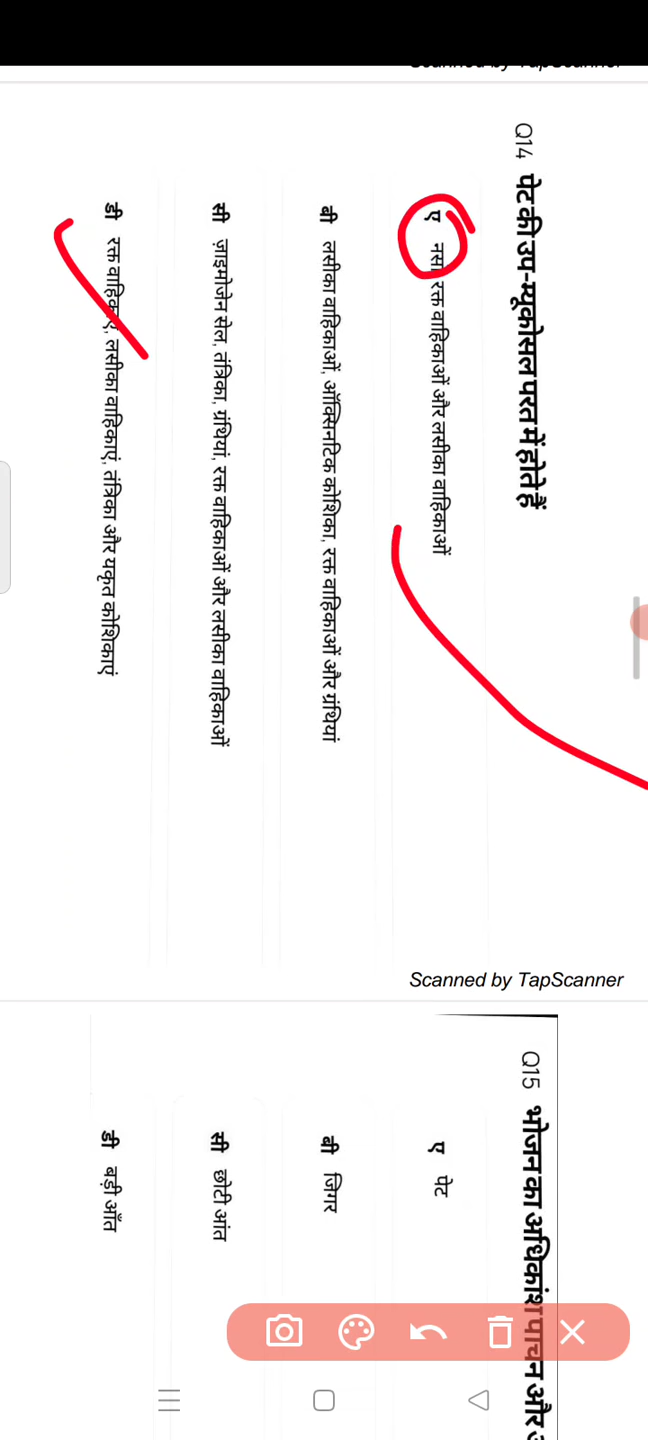 Q14 पेट की उप-म्यूकोसल परत में होते हैं
ए नसों रक्त वाहिकाओं और लसीका वाहिकाओं
बी लसीका वाहिकाओं, ऑक्सिनटिक कोशिका, रक्त वाहिकाओं और ग्रंथियां
सी ज़ाइमोजेन सेल, तंत्रिका, ग्रंथियां, रक्त वाहिकाओं और लसीका वाहिकाओं
डी रक्त वाहिकाएं, लसीका वाहिकाएं, तंत्रिका और यकृत कोशिकाएं
Scanned by TapScanner
Q15 भोजन का अधिकांश पाचन और
ए पेट
बी जिगर
सी छोटी आंत
डी बड़ी आँत